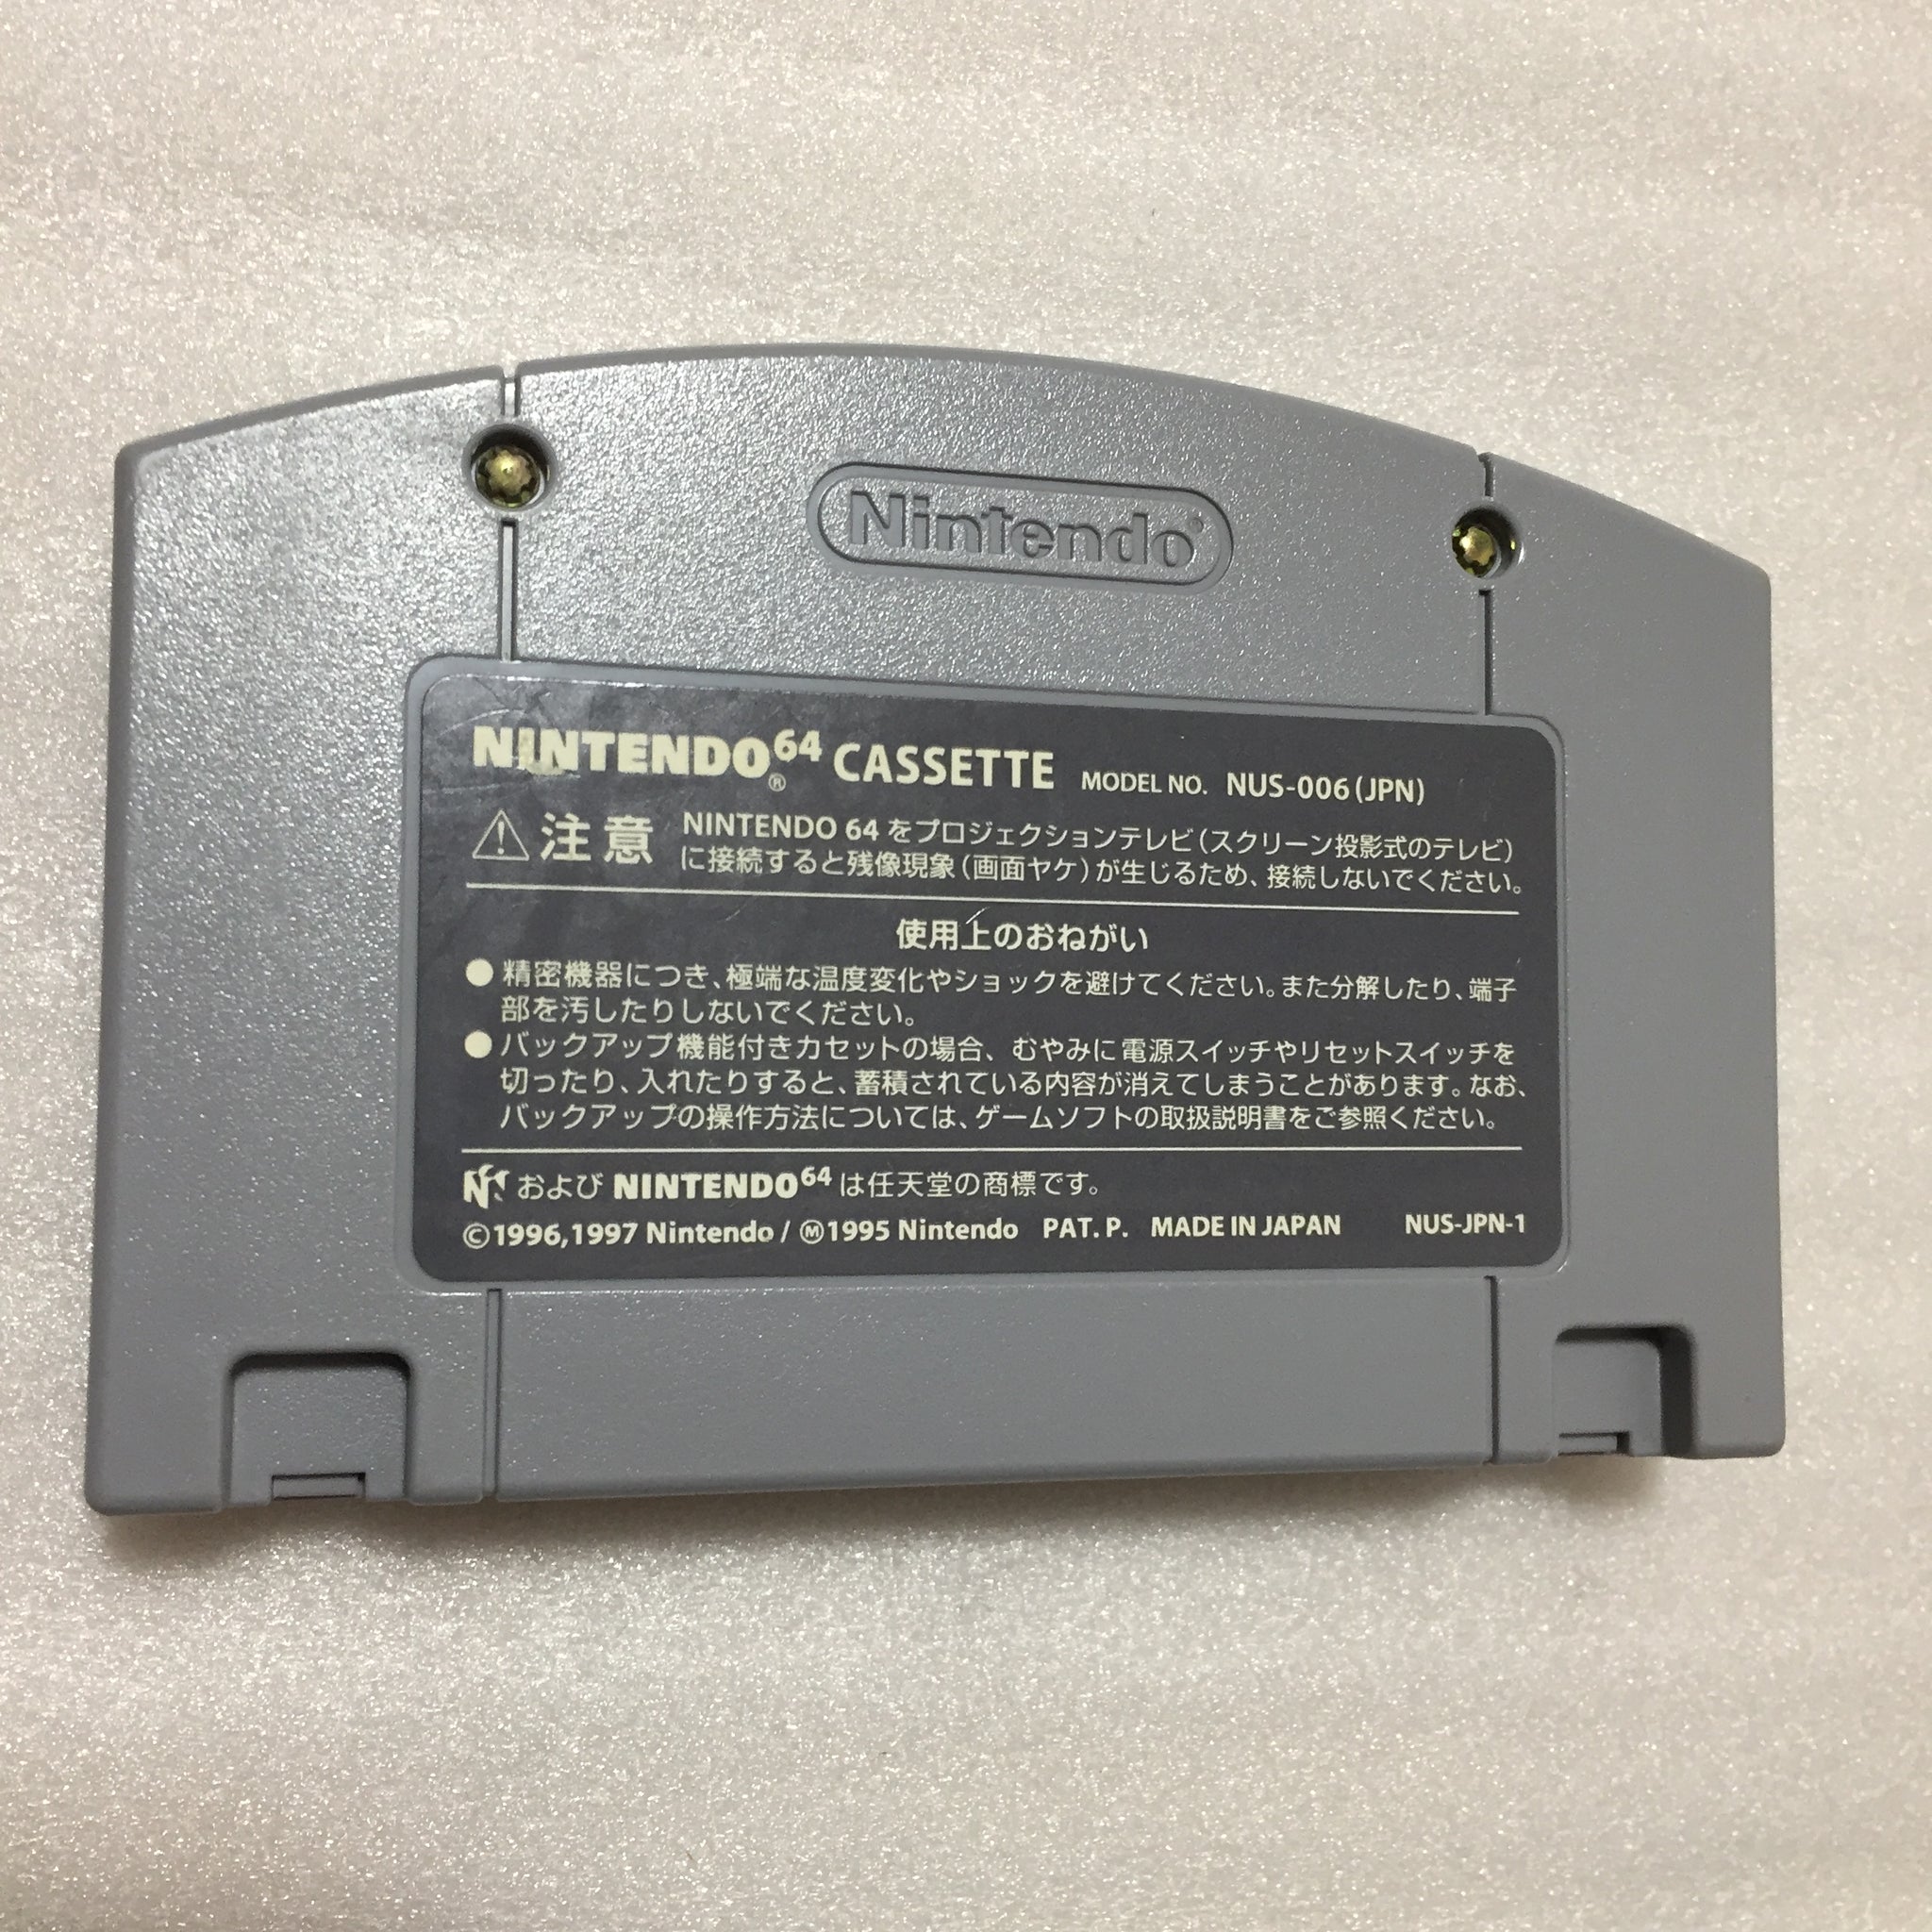 Nintendo®
NINTENDO®64 CASSETTE MODEL NO. NUS-006(JPN)
⚠注意 NINTENDO 64 をプロジェクションテレビ(スクリーン投影式のテレビ)
に接続すると残像現象(画面ヤケ)が生じるため、接続しないでください。
使用上のおねがい
●精密機器につき、極端な温度変化やショックを避けてください。また分解したり、端子
部を汚したりしないでください。
●バックアップ機能付きカセットの場合、むやみに電源スイッチやリセットスイッチを
切ったり、入れたりすると、蓄積されている内容が消えてしまうことがあります。なお、
バックアップの操作方法については、ゲームソフトの取扱説明書をご参照ください。
および NINTENDO64 は任天堂の商標です。
©1996,1997 Nintendo / Ⓜ1995 Nintendo PAT. P. MADE IN JAPAN NUS-JPN-1